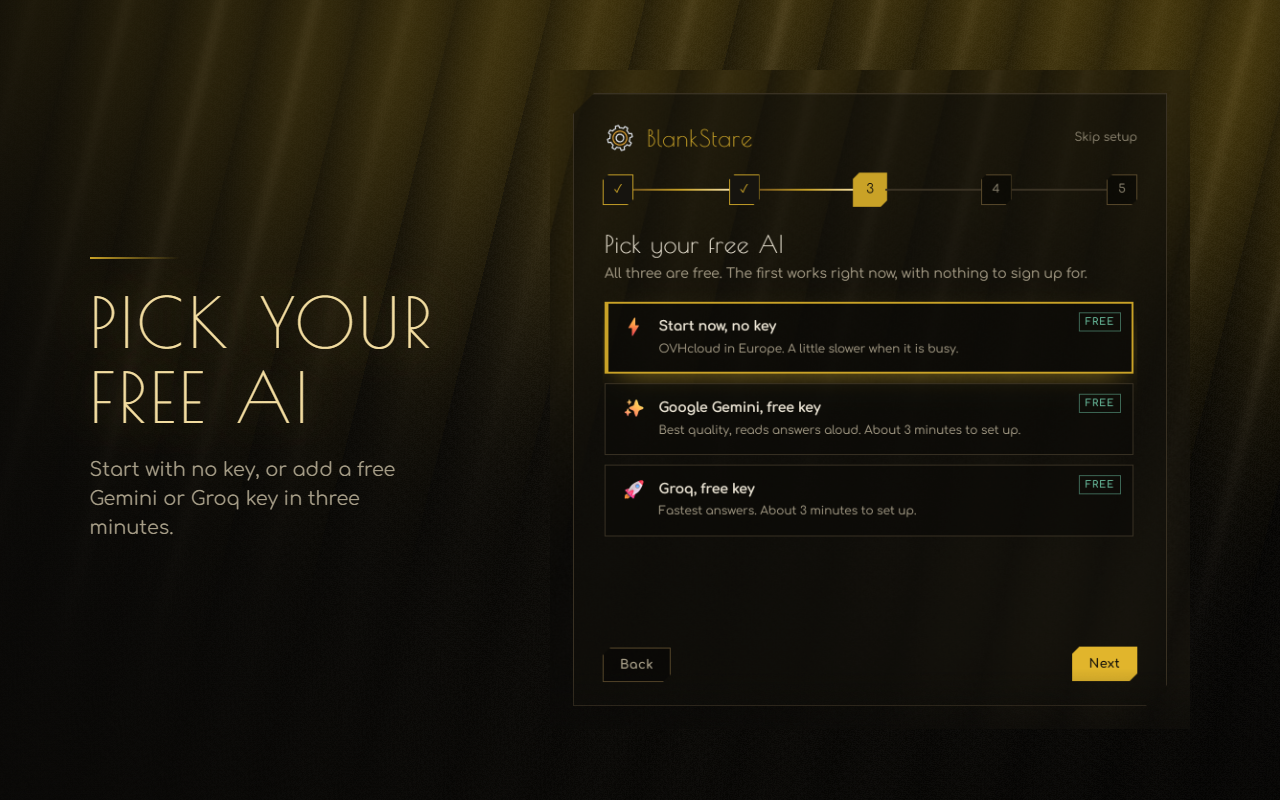 PICK YOUR
FREE AI
Start with no key, or add a free
Gemini or Groq key in three
minutes.
BlankStare
Skip setup
✓ ✓ 3 4 5
Pick your free AI
All three are free. The first works right now, with nothing to sign up for.
Start now, no key
FREE
OVHcloud in Europe. A little slower when it is busy.
Google Gemini, free key
FREE
Best quality, reads answers aloud. About 3 minutes to set up.
Groq, free key
FREE
Fastest answers. About 3 minutes to set up.
Back
Next